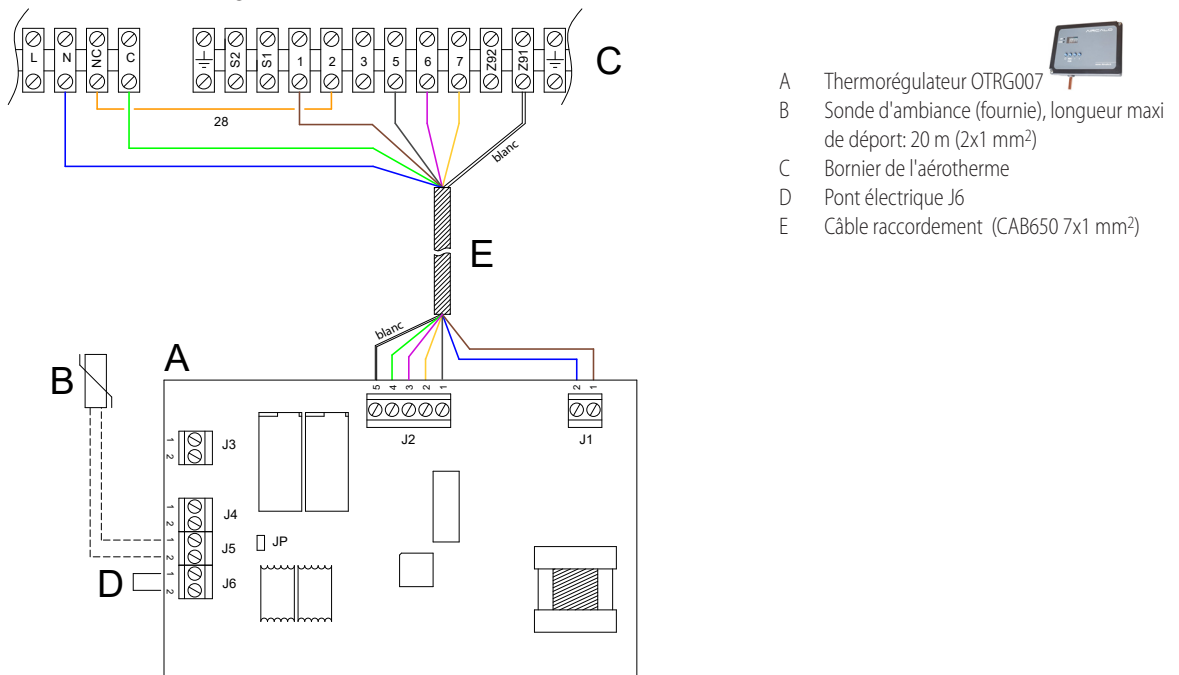 L N NC C S2 S1 1 2 3 5 6 7 Z92 Z91
C
28
blanc
E
blanc
A
B
5 4 3 2 1
2 1
J2
J1
1
2
J3
1
2
J4
1
2
J5
JP
D
1
2
J6
A Thermorégulateur OTRG007
B Sonde d'ambiance (fournie), longueur maxi
de déport: 20 m (2x1 mm²)
C Bornier de l'aérotherme
D Pont électrique J6
E Câble raccordement (CAB650 7x1 mm²)